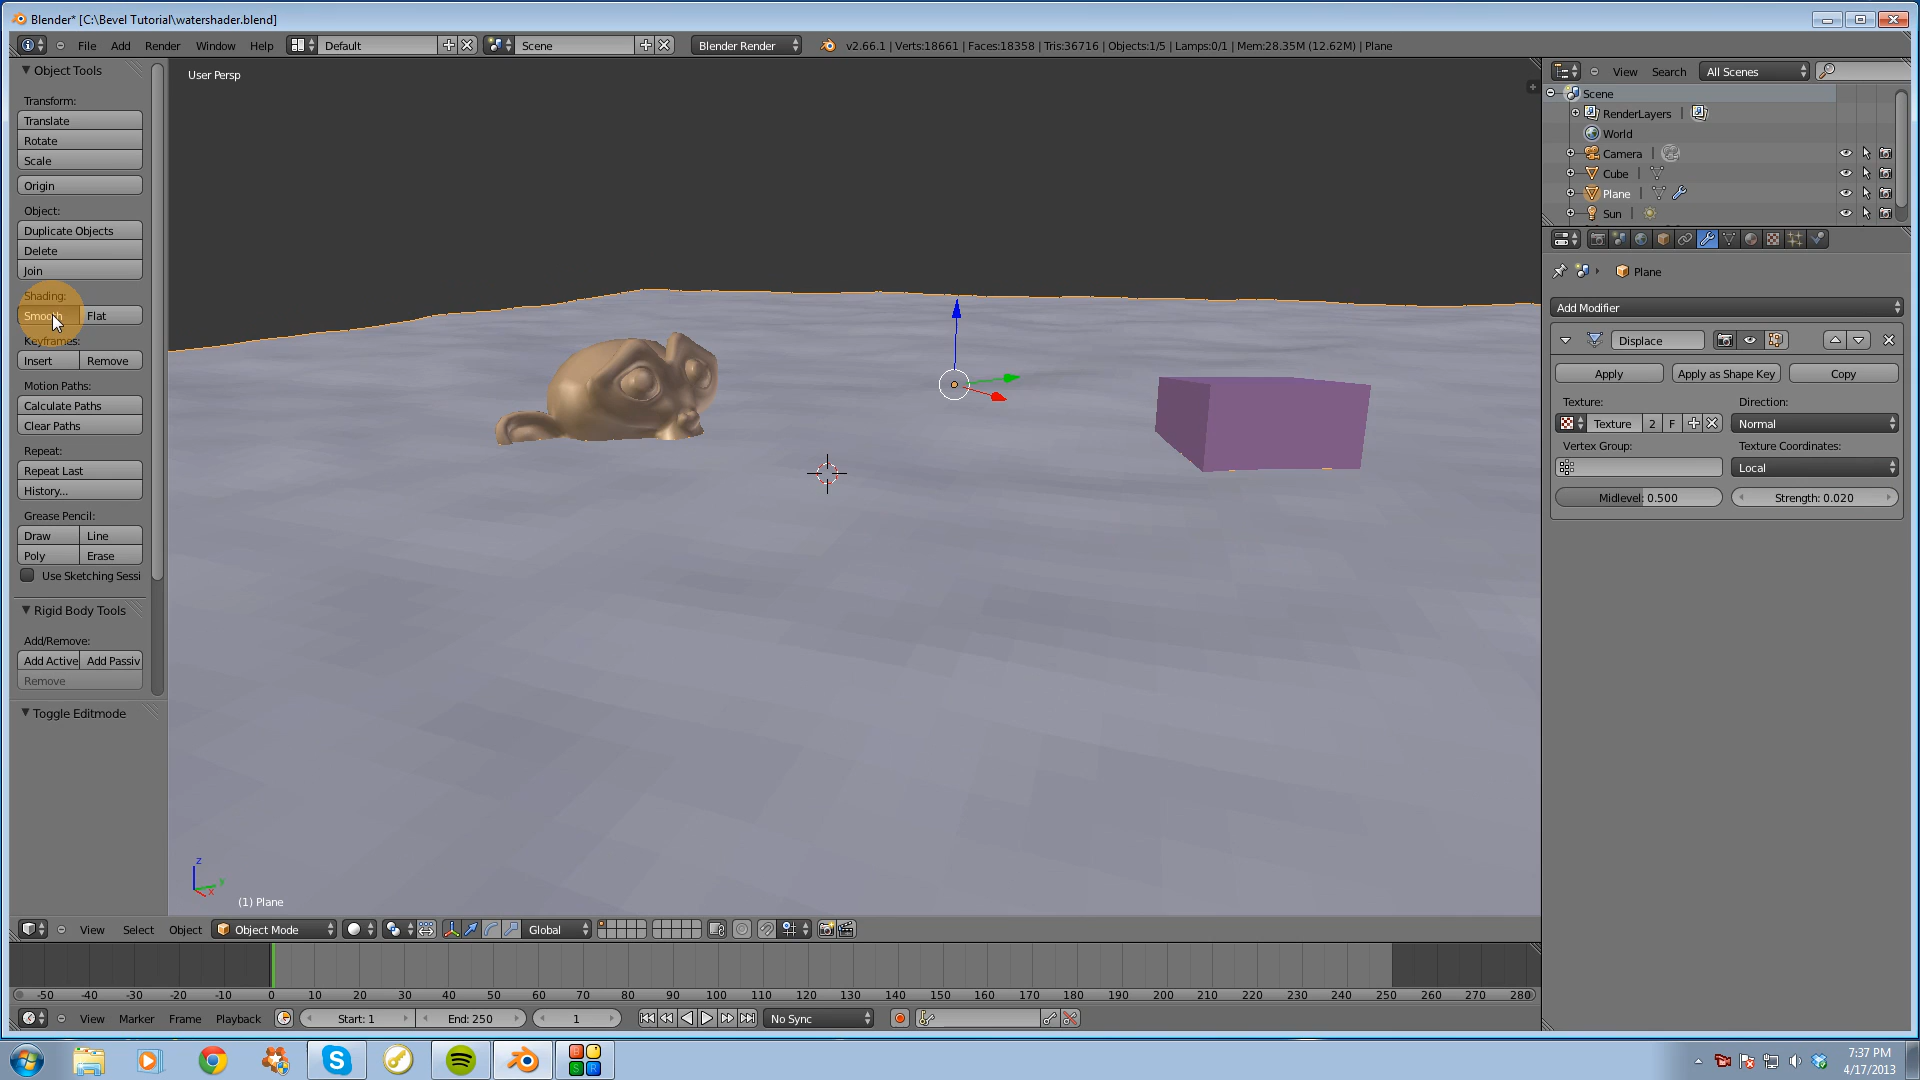 Blender* [C:\Bevel Tutorial\watershader.blend]
File Add Render Window Help Default Scene Blender Render v2.66.1 | Verts:18661 | Faces:18358 | Tris:36716 | Objects:1/5 | Lamps:0/1 | Mem:28.35M (12.62M) | Plane
Object Tools
Transform:
Translate
Rotate
Scale
Origin
Object:
Duplicate Objects
Delete
Join
Shading:
Smooth Flat
Keyframes:
Insert Remove
Motion Paths:
Calculate Paths
Clear Paths
Repeat:
Repeat Last
History...
Grease Pencil:
Draw Line
Poly Erase
Use Sketching Sessi
Rigid Body Tools
Add/Remove:
Add Active Add Passiv
Remove
Toggle Editmode
User Persp
z
y
x
(1) Plane
View Search All Scenes
Scene
RenderLayers
World
Camera
Cube
Plane
Sun
Plane
Add Modifier
Displace
Apply Apply as Shape Key Copy
Texture: Direction:
Texture 2 F Normal
Vertex Group: Texture Coordinates:
Local
Midlevel: 0.500 Strength: 0.020
View Select Object Object Mode Global
-50 -40 -30 -20 -10 0 10 20 30 40 50 60 70 80 90 100 110 120 130 140 150 160 170 180 190 200 210 220 230 240 250 260 270 280
View Marker Frame Playback Start: 1 End: 250 1 No Sync
7:37 PM
4/17/2013